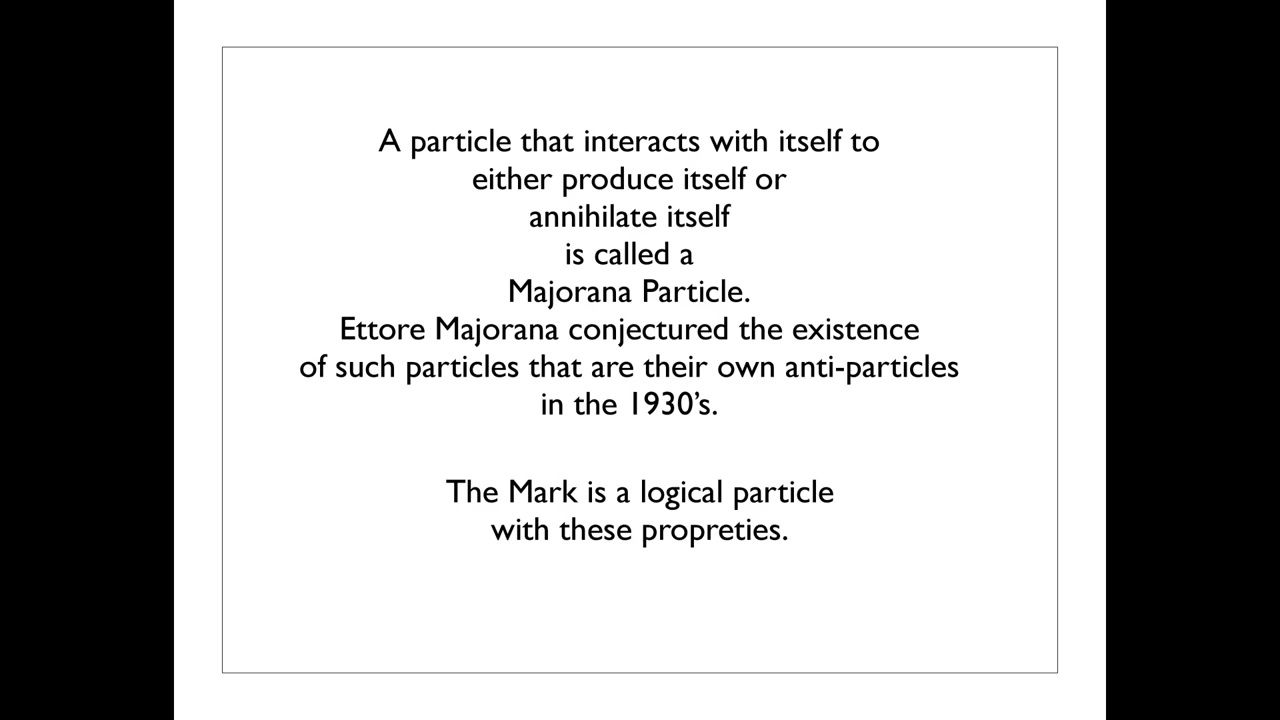 A particle that interacts with itself to
either produce itself or
annihilate itself
is called a
Majorana Particle.
Ettore Majorana conjectured the existence
of such particles that are their own anti-particles
in the 1930’s.
The Mark is a logical particle
with these propreties.